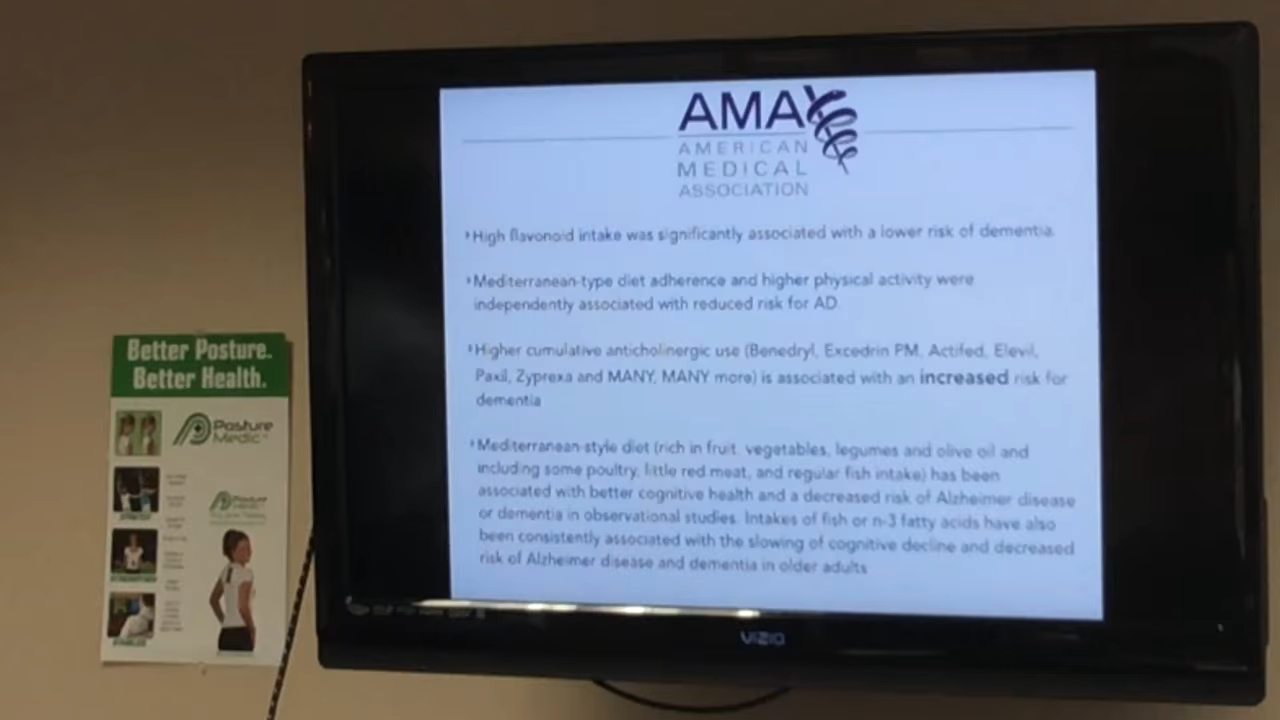 AMA
AMERICAN
MEDICAL
ASSOCIATION
High flavonoid intake was significantly associated with a lower risk of dementia.
Mediterranean-type diet adherence and higher physical activity were
independently associated with reduced risk for AD.
Higher cumulative anticholinergic use (Benedryl, Excedrin PM, Actifed, Elevil,
Paxil, Zyprexa and MANY, MANY more) is associated with an increased risk for
dementia
Mediterranean-style diet (rich in fruit, vegetables, legumes and olive oil and
including some poultry, little red meat, and regular fish intake) has been
associated with better cognitive health and a decreased risk of Alzheimer disease
or dementia in observational studies. Intakes of fish or n-3 fatty acids have also
been consistently associated with the slowing of cognitive decline and decreased
risk of Alzheimer disease and dementia in older adults
VIZIO
Better Posture.
Better Health.
Posture
Medic
Posture
Medic